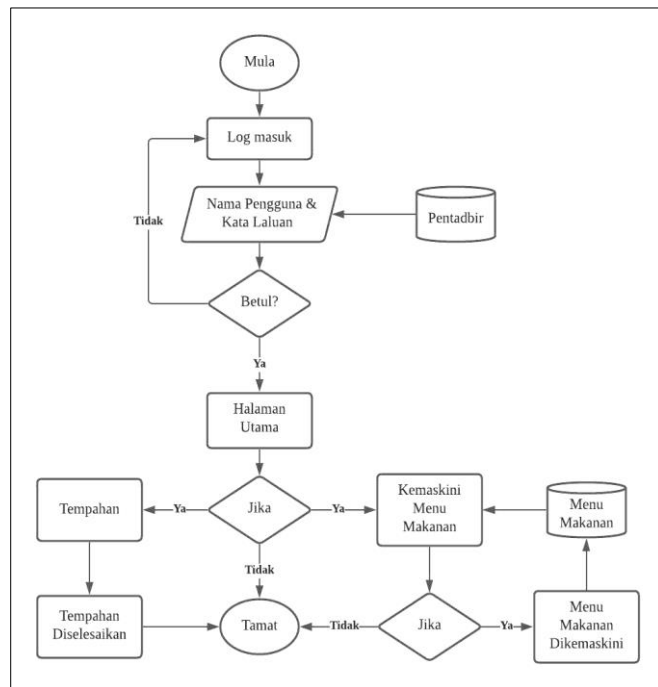 Mula
Log masuk
Nama Pengguna &
Kata Laluan
Pentadbir
Tidak
Betul?
Ya
Halaman
Utama
Tempahan
Ya
Jika
Ya
Kemaskini
Menu
Makanan
Menu
Makanan
Tidak
Tempahan
Diselesaikan
Tamat
Tidak
Jika
Ya
Menu
Makanan
Dikemaskini